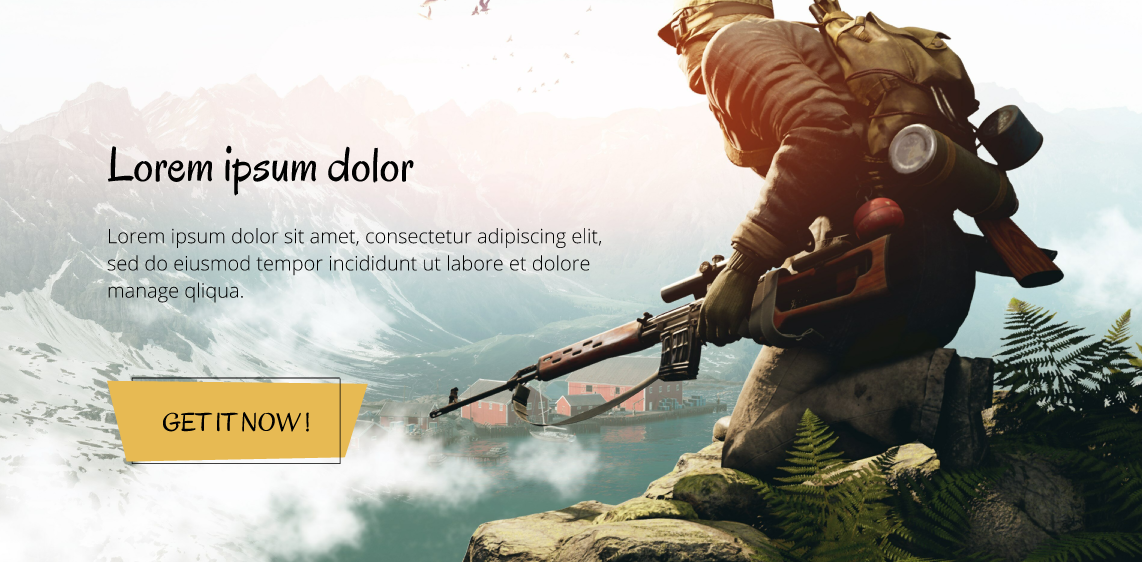 Lorem ipsum dolor
Lorem ipsum dolor sit amet, consectetur adipiscing elit,
sed do eiusmod tempor incididunt ut labore et dolore
manage qliqua.
GET IT NOW !